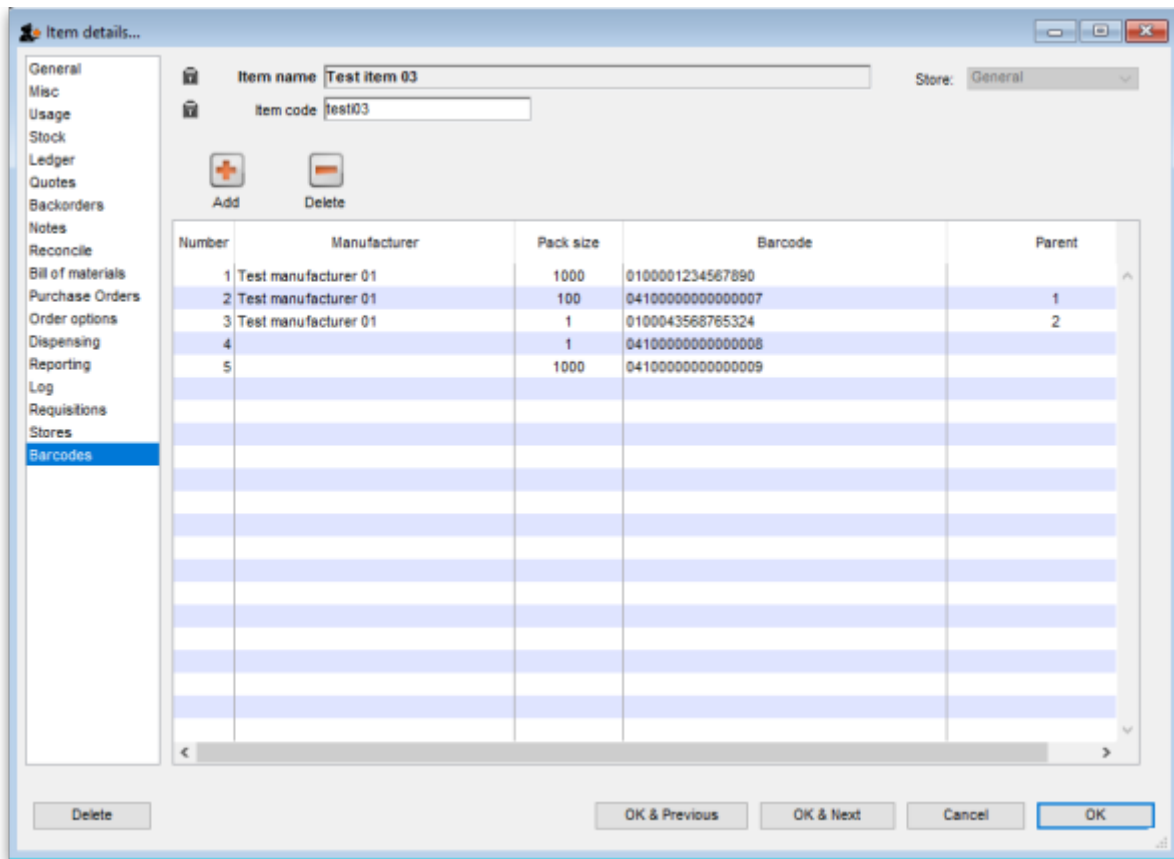 Item details...
General
Misc
Usage
Stock
Ledger
Quotes
Backorders
Notes
Reconcile
Bill of materials
Purchase Orders
Order options
Dispensing
Reporting
Log
Requisitions
Stores
Barcodes
Item name Test item 03
Store: General
Item code testi03
Add Delete
Number Manufacturer Pack size Barcode Parent
1 Test manufacturer 01 1000 0100001234567890
2 Test manufacturer 01 100 04100000000000007 1
3 Test manufacturer 01 1 0100043568765324 2
4 1 04100000000000008
5 1000 04100000000000009
Delete OK & Previous OK & Next Cancel OK